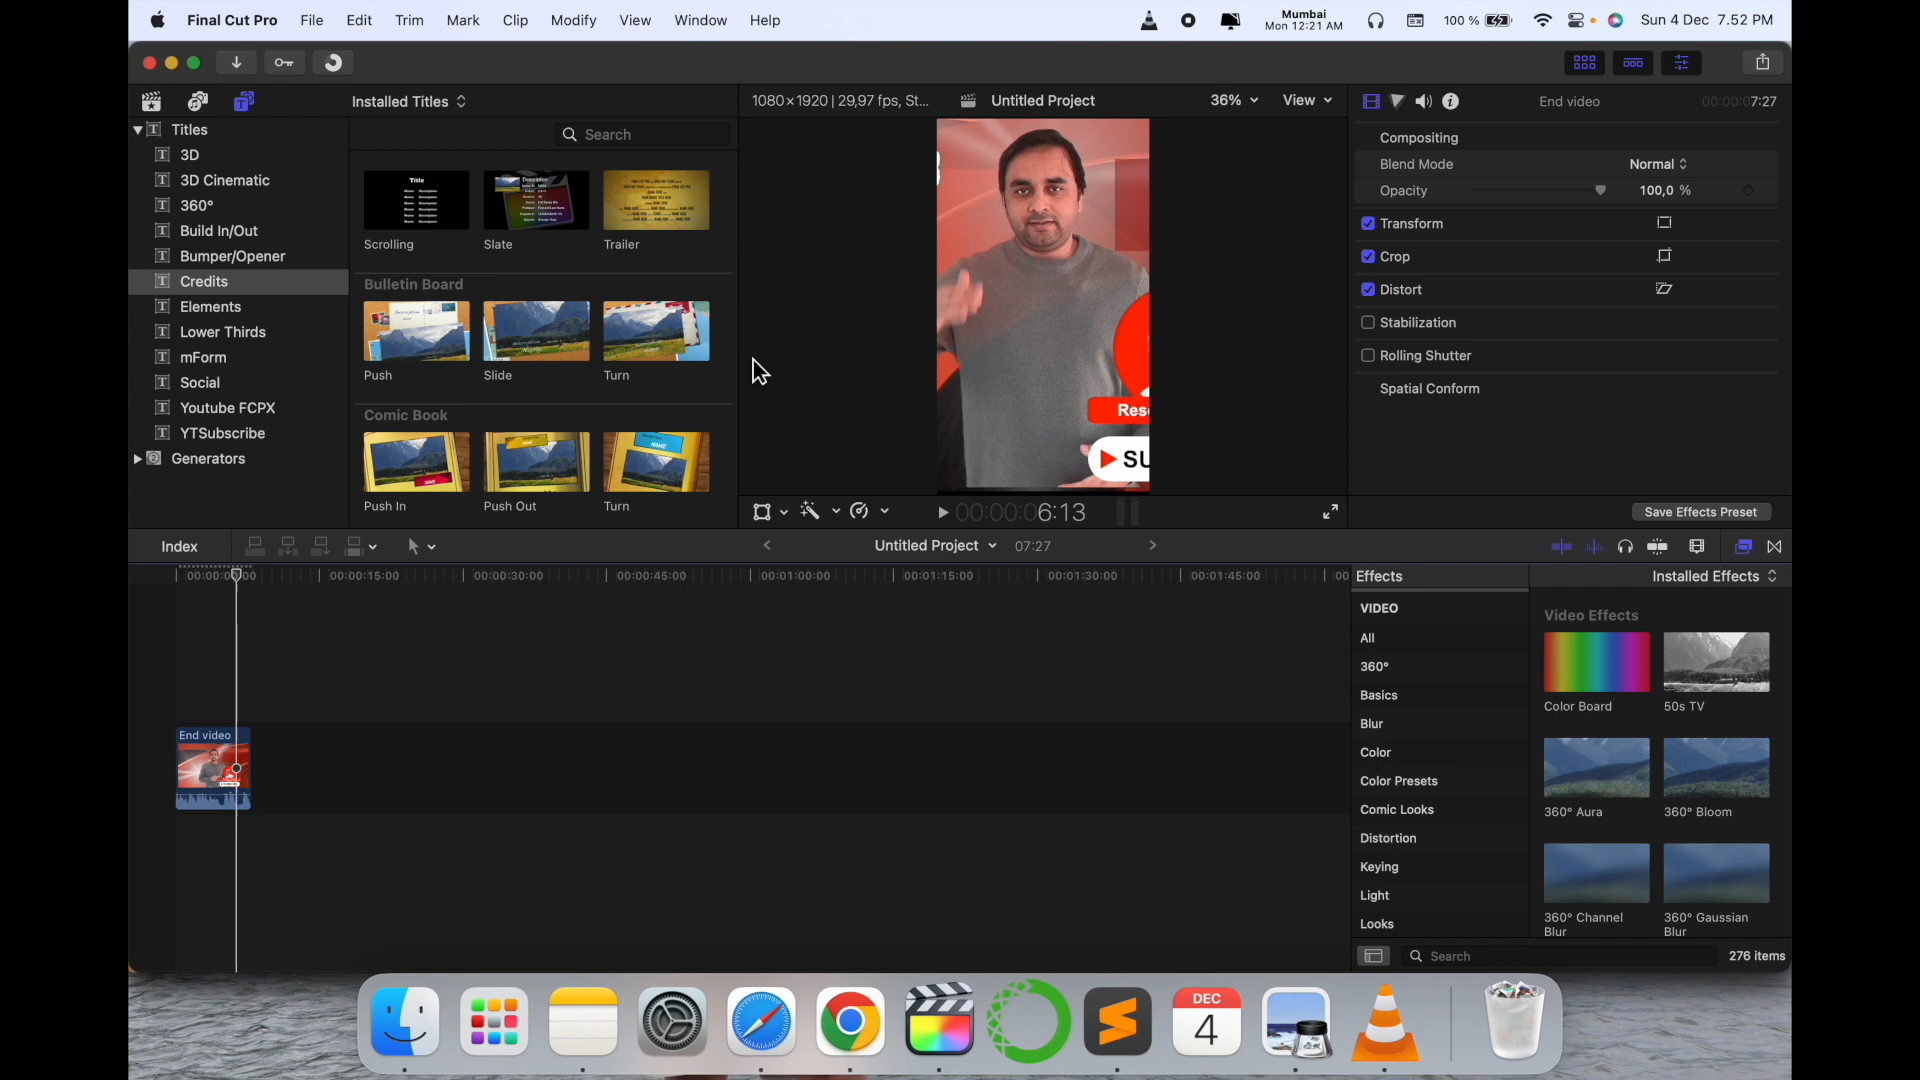 Final Cut Pro File Edit Trim Mark Clip Modify View Window Help
Mumbai
Mon 12:21 AM
100 %
Sun 4 Dec 7.52 PM
Installed Titles
1080×1920 | 29,97 fps, St...
Untitled Project
36%
View
End video
00:00:07:27
Titles
3D
3D Cinematic
360°
Build In/Out
Bumper/Opener
Credits
Elements
Lower Thirds
mForm
Social
Youtube FCPX
YTSubscribe
Generators
Search
Title
Description
Scrolling
Slate
Trailer
Bulletin Board
Push
Slide
Turn
Comic Book
Push In
Push Out
Turn
Rese
SU
00:00:06:13
Compositing
Blend Mode
Normal
Opacity
100,0 %
Transform
Crop
Distort
Stabilization
Rolling Shutter
Spatial Conform
Save Effects Preset
Index
Untitled Project
07:27
00:00:00:00
00:00:15:00
00:00:30:00
00:00:45:00
00:01:00:00
00:01:15:00
00:01:30:00
00:01:45:00
00
End video
Effects
Installed Effects
VIDEO
All
360°
Basics
Blur
Color
Color Presets
Comic Looks
Distortion
Keying
Light
Looks
Video Effects
Color Board
50s TV
360° Aura
360° Bloom
360° Channel
Blur
360° Gaussian
Blur
Search
276 items
DEC
4